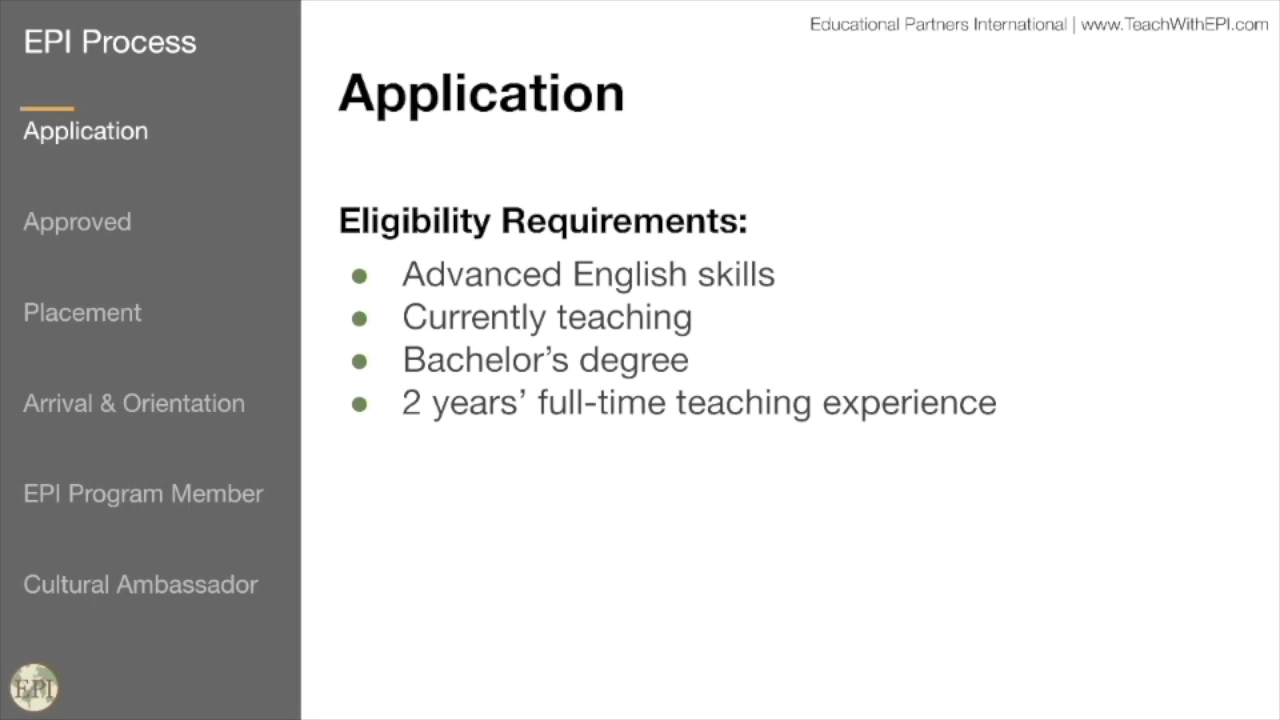 EPI Process
Application
Approved
Placement
Arrival & Orientation
EPI Program Member
Cultural Ambassador
EPI
Educational Partners International | www.TeachWithEPI.com
Application
Eligibility Requirements:
● Advanced English skills
● Currently teaching
● Bachelor’s degree
● 2 years’ full-time teaching experience